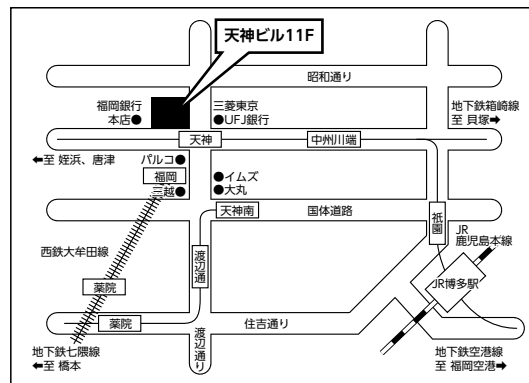 天神ビル11F
昭和通り
福岡銀行
本店●
三菱東京
●UFJ銀行
地下鉄箱崎線
至 貝塚➡
天神
中州川端
⬅至 姪浜、唐津
パルコ●
福岡
三越●
●イムズ
●大丸
天神南
国体道路
祇園
JR
鹿児島本線
西鉄大牟田線
渡辺通
JR博多駅
薬院
薬院
渡辺通り
住吉通り
地下鉄七隈線
⬅至 橋本
地下鉄空港線
至 福岡空港➡